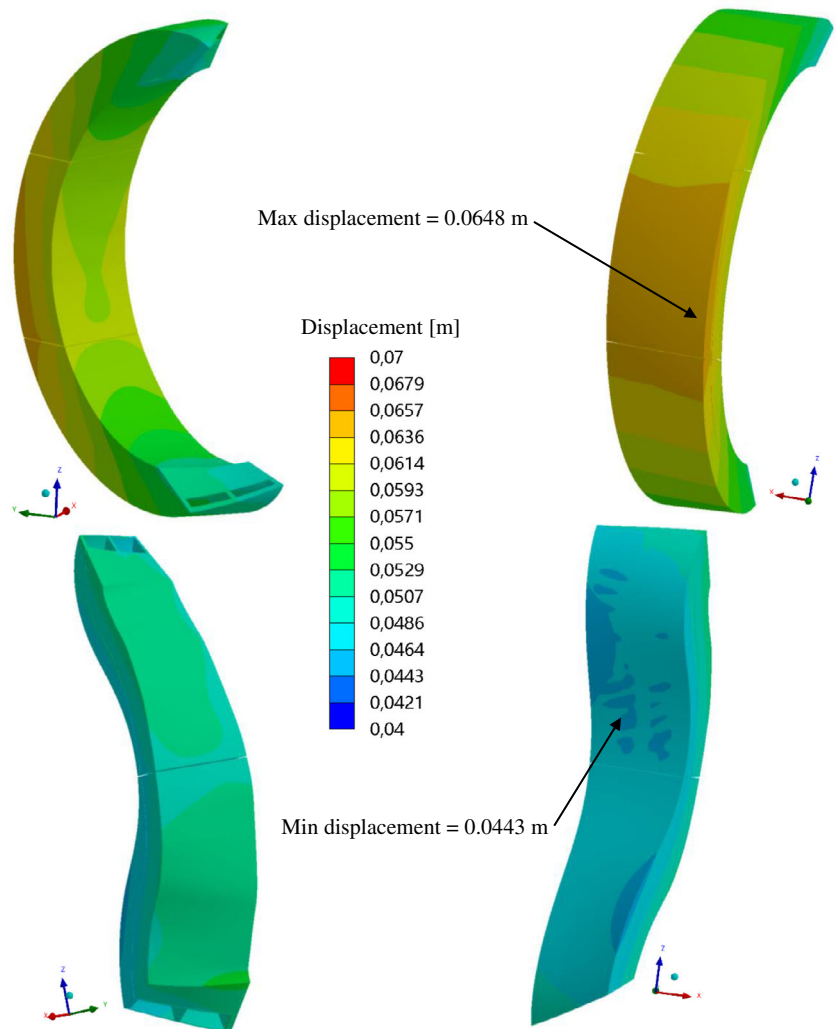 Max displacement = 0.0648 m
Displacement [m]
0,07
0,0679
0,0657
0,0636
0,0614
0,0593
0,0571
0,055
0,0529
0,0507
0,0486
0,0464
0,0443
0,0421
0,04
Z
Y
X
Z
X
Min displacement = 0.0443 m
Z
X
Y
Z
X